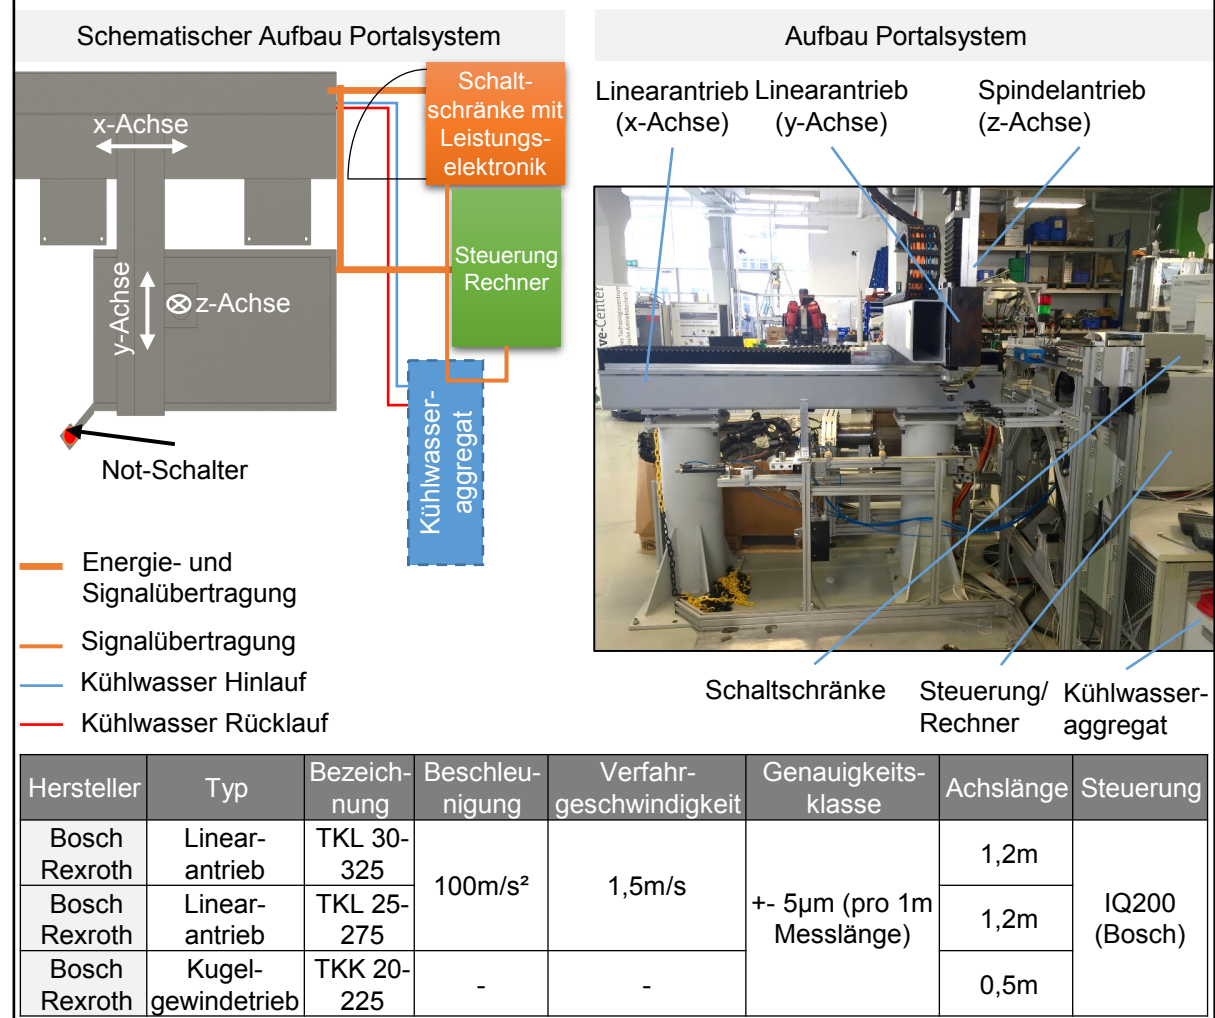 Schematischer Aufbau Portalsystem
Aufbau Portalsystem
x-Achse
y-Achse
z-Achse
Schalt-
schränke mit
Leistungs-
elektronik
Steuerung
Rechner
Kühlwasser-
aggregat
Not-Schalter
Energie- und
Signalübertragung
Signalübertragung
Kühlwasser Hinlauf
Kühlwasser Rücklauf
Linearantrieb
(x-Achse)
Linearantrieb
(y-Achse)
Spindelantrieb
(z-Achse)
ve-Center
Schaltschränke
Steuerung/
Rechner
Kühlwasser-
aggregat
Hersteller Typ Bezeich-
nung Beschleu-
nigung Verfahr-
geschwindigkeit Genauigkeits-
klasse Achslänge Steuerung
Bosch
Rexroth Linear-
antrieb TKL 30-
325 100m/s² 1,5m/s +- 5µm (pro 1m
Messlänge) 1,2m IQ200
(Bosch)
Bosch
Rexroth Linear-
antrieb TKL 25-
275 1,2m
Bosch
Rexroth Kugel-
gewindetrieb TKK 20-
225 - - 0,5m